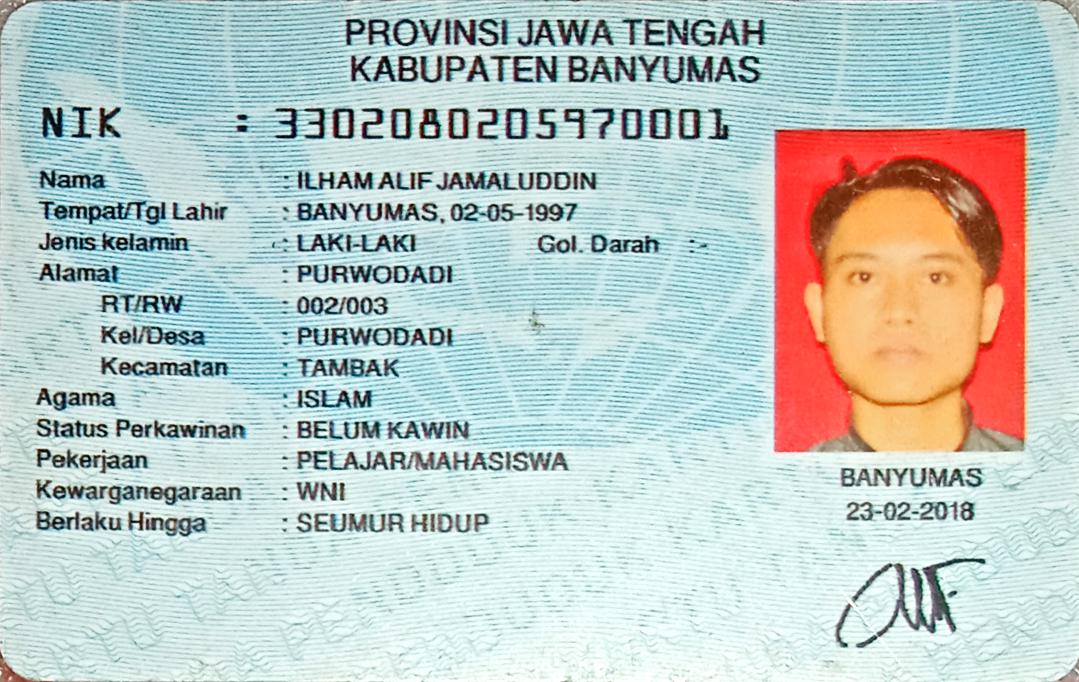 PROVINSI JAWA TENGAH
KABUPATEN BANYUMAS
NIK : 3302080205970001
Nama : ILHAM ALIF JAMALUDDIN
Tempat/Tgl Lahir : BANYUMAS, 02-05-1997
Jenis kelamin : LAKI-LAKI Gol. Darah :-
Alamat : PURWODADI
RT/RW : 002/003
Kel/Desa : PURWODADI
Kecamatan : TAMBAK
Agama : ISLAM
Status Perkawinan : BELUM KAWIN
Pekerjaan : PELAJAR/MAHASISWA
Kewarganegaraan : WNI
Berlaku Hingga : SEUMUR HIDUP
BANYUMAS
23-02-2018